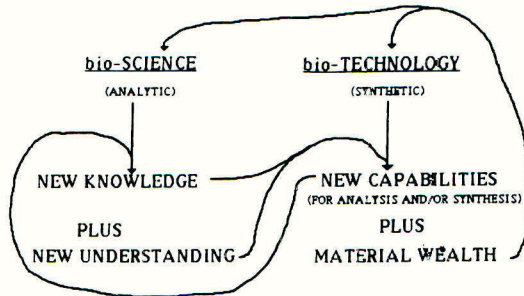 bio-SCIENCE
(ANALYTIC)
NEW KNOWLEDGE
PLUS
NEW UNDERSTANDING
bio-TECHNOLOGY
(SYNTHETIC)
NEW CAPABILITIES
(FOR ANALYSIS AND/OR SYNTHESIS)
PLUS
MATERIAL WEALTH